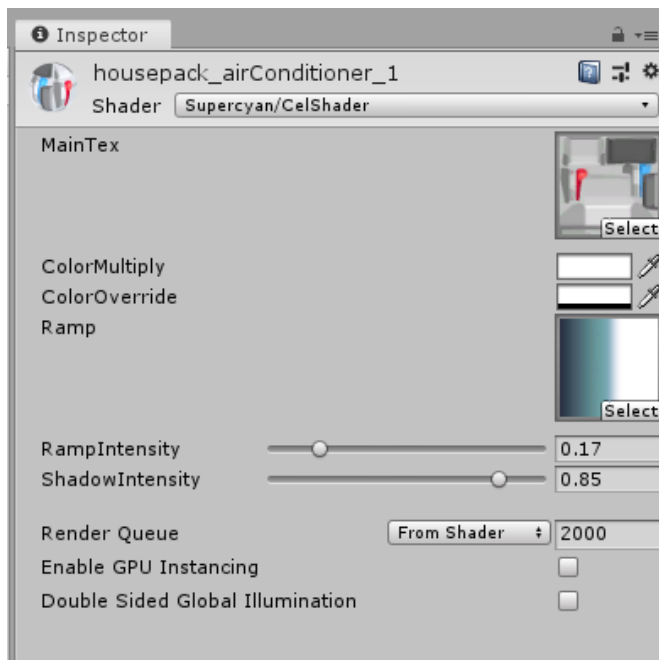 Inspector
housepack_airConditioner_1
Shader Supercyan/CelShader
MainTex
Select
ColorMultiply
ColorOverride
Ramp
Select
RampIntensity 0.17
ShadowIntensity 0.85
Render Queue From Shader 2000
Enable GPU Instancing
Double Sided Global Illumination